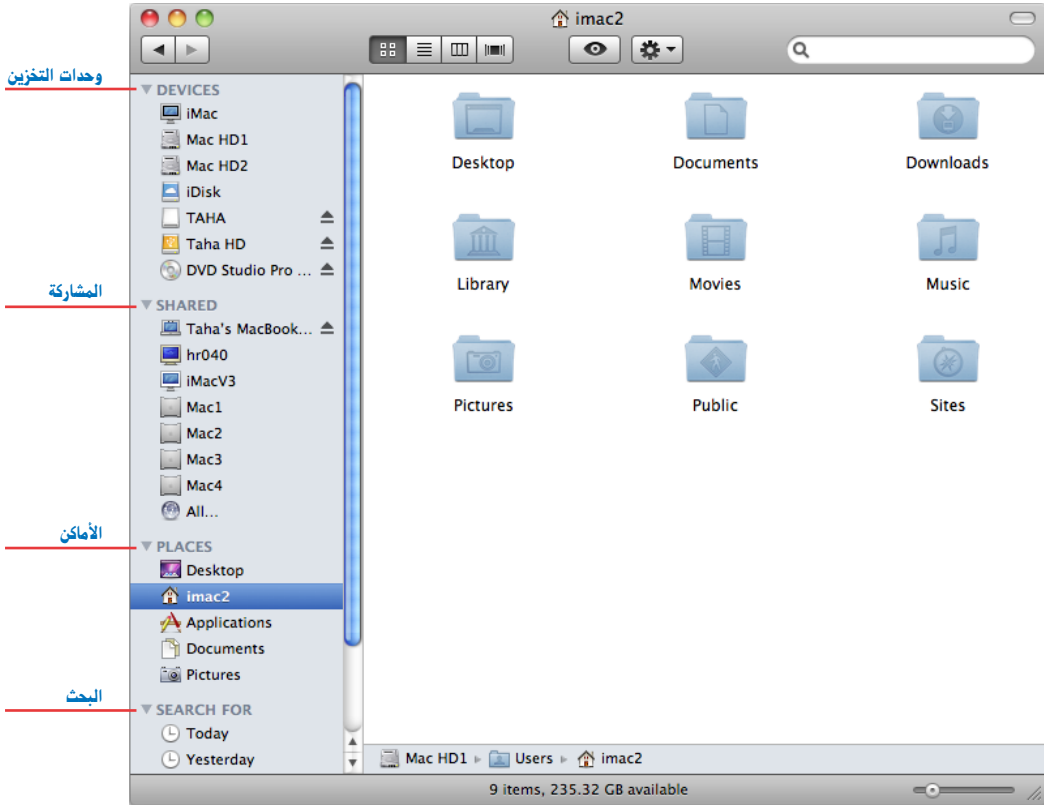 imac2
وحدات التخزين
DEVICES
iMac
Mac HD1
Mac HD2
iDisk
TAHA
Taha HD
DVD Studio Pro ...
المشاركة
SHARED
Taha's MacBook...
hr040
iMacV3
Mac1
Mac2
Mac3
Mac4
All...
الأماكن
PLACES
Desktop
imac2
Applications
Documents
Pictures
البحث
SEARCH FOR
Today
Yesterday
Desktop Documents Downloads
Library Movies Music
Pictures Public Sites
Mac HD1 Users imac2
9 items, 235.32 GB available